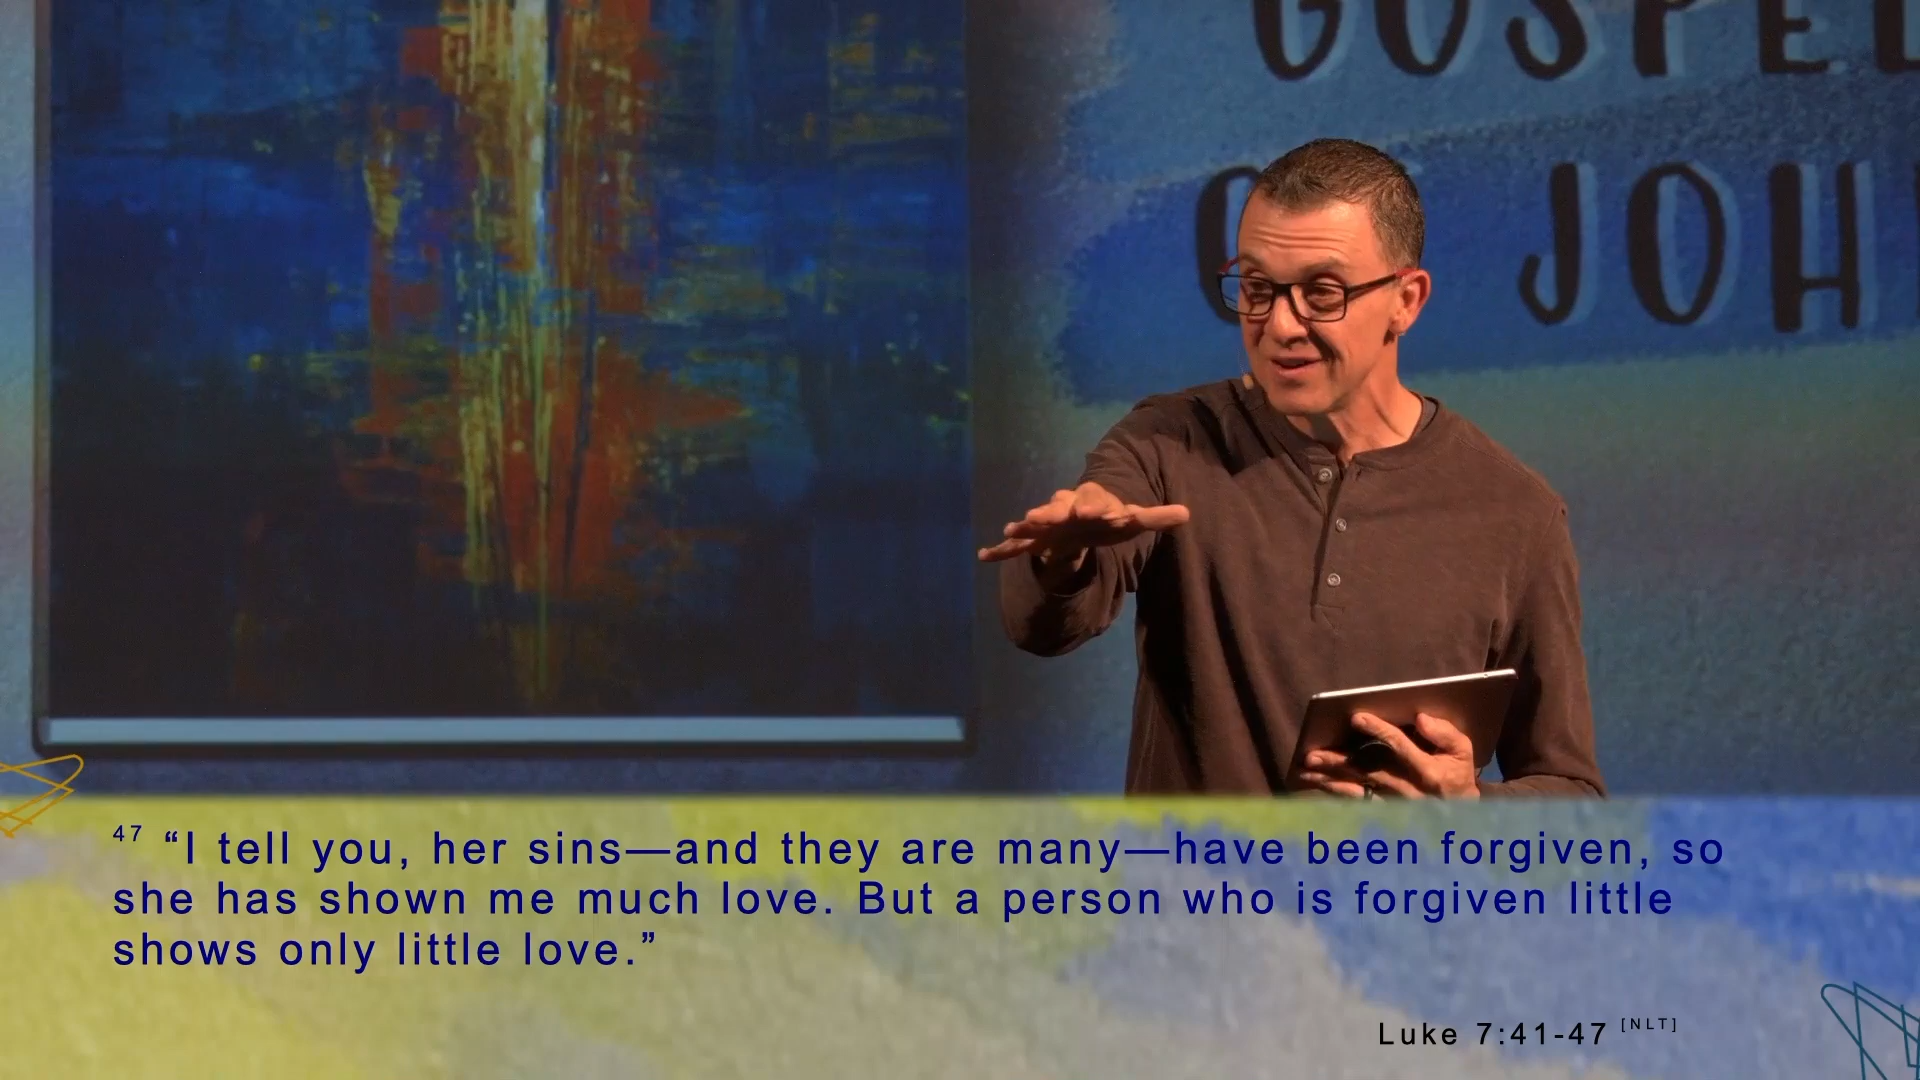 GOSPEL
OF JOH
47 “I tell you, her sins—and they are many—have been forgiven, so
she has shown me much love. But a person who is forgiven little
shows only little love.”
Luke 7:41-47 [NLT]